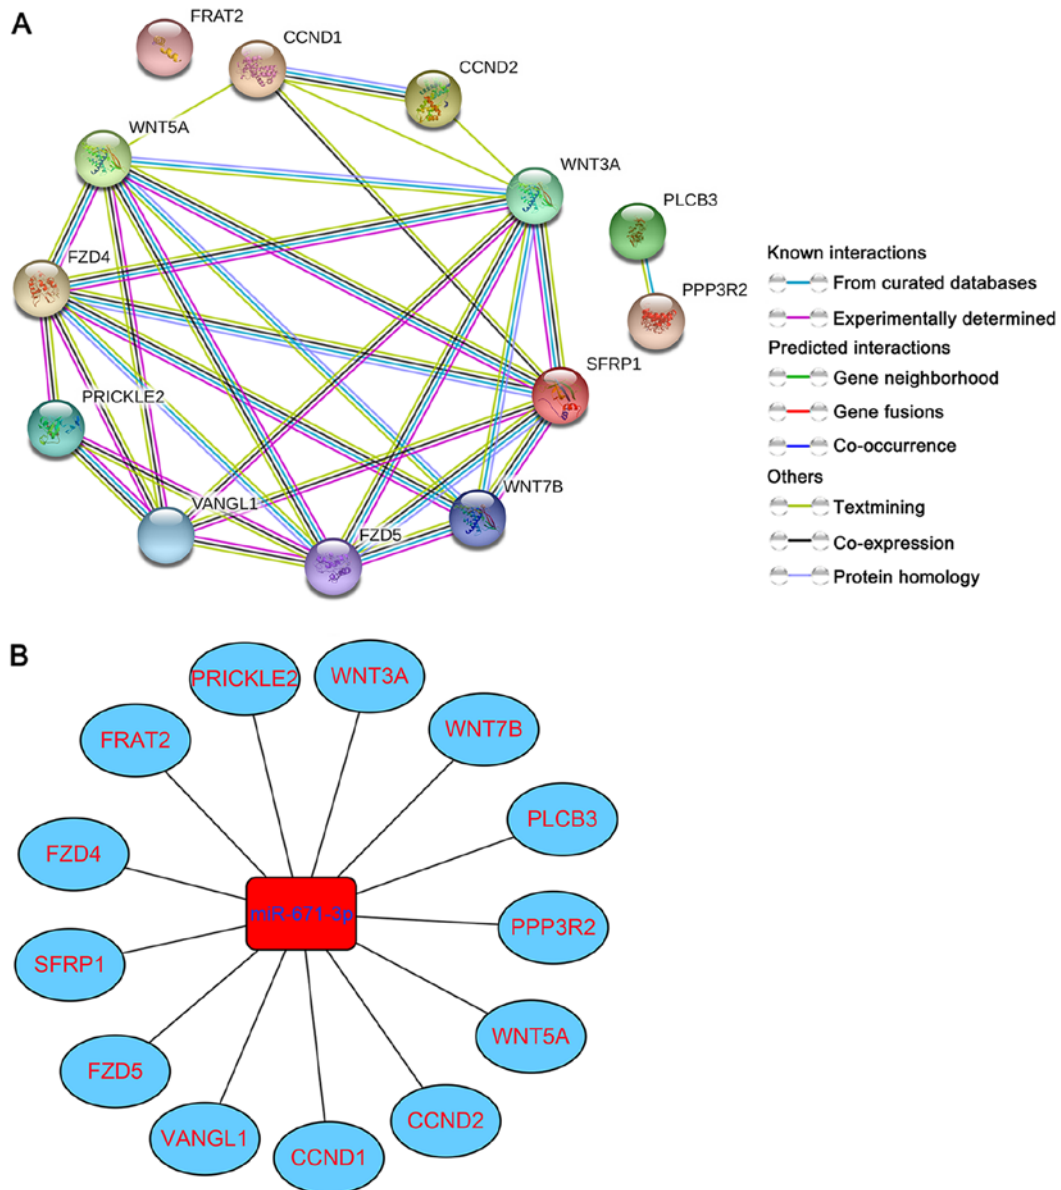 A
FRAT2
CCND1
CCND2
WNT5A
WNT3A
PLCB3
FZD4
PPP3R2
SFRP1
PRICKLE2
VANGL1
WNT7B
FZD5
Known interactions
From curated databases
Experimentally determined
Predicted interactions
Gene neighborhood
Gene fusions
Co-occurrence
Others
Textmining
Co-expression
Protein homology
B
PRICKLE2
WNT3A
FRAT2
WNT7B
PLCB3
FZD4
miR-671-3p
PPP3R2
SFRP1
WNT5A
FZD5
CCND2
VANGL1
CCND1